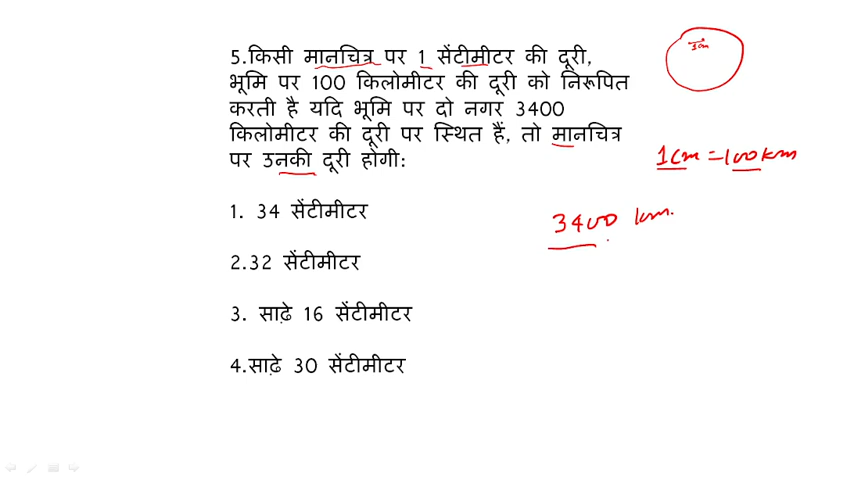 5.किसी मानचित्र पर 1 सेंटीमीटर की दूरी,
भूमि पर 100 किलोमीटर की दूरी को निरूपित
करती है यदि भूमि पर दो नगर 3400
किलोमीटर की दूरी पर स्थित हैं, तो मानचित्र
पर उनकी दूरी होगी:
1cm
1cm = 100km
3400 km.
1. 34 सेंटीमीटर
2.32 सेंटीमीटर
3. साढ़े 16 सेंटीमीटर
4.साढ़े 30 सेंटीमीटर